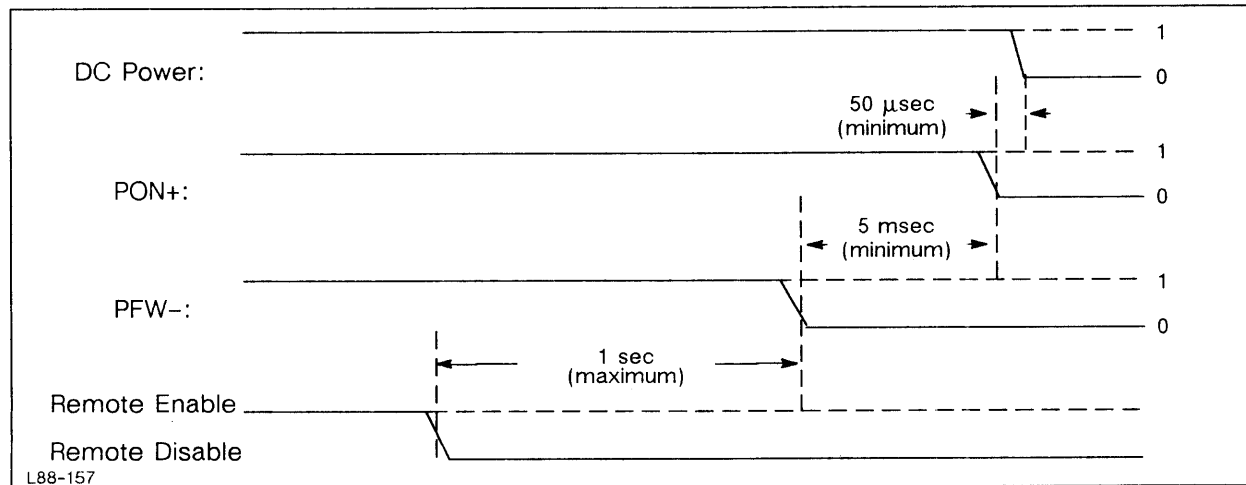 1
DC Power:
0
50 μsec
(minimum)
1
PON+:
0
5 msec
(minimum)
1
PFW–:
0
1 sec
(maximum)
Remote Enable
Remote Disable
L88-157